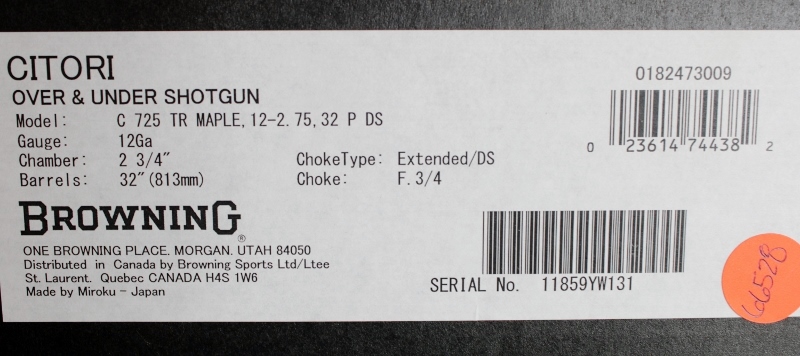 CITORI
OVER & UNDER SHOTGUN
Model: C 725 TR MAPLE,12-2.75,32 P DS
Gauge: 12Ga
Chamber: 2 3/4" ChokeType: Extended/DS
Barrels: 32"(813mm) Choke: F.3/4
BROWNING®
ONE BROWNING PLACE. MORGAN. UTAH 84050
Distributed in Canada by Browning Sports Ltd/Ltee
St. Laurent. Quebec CANADA H4S 1W6
Made by Miroku - Japan
0182473009
0 23614 74438 2
SERIAL No. 11859YW131
66528